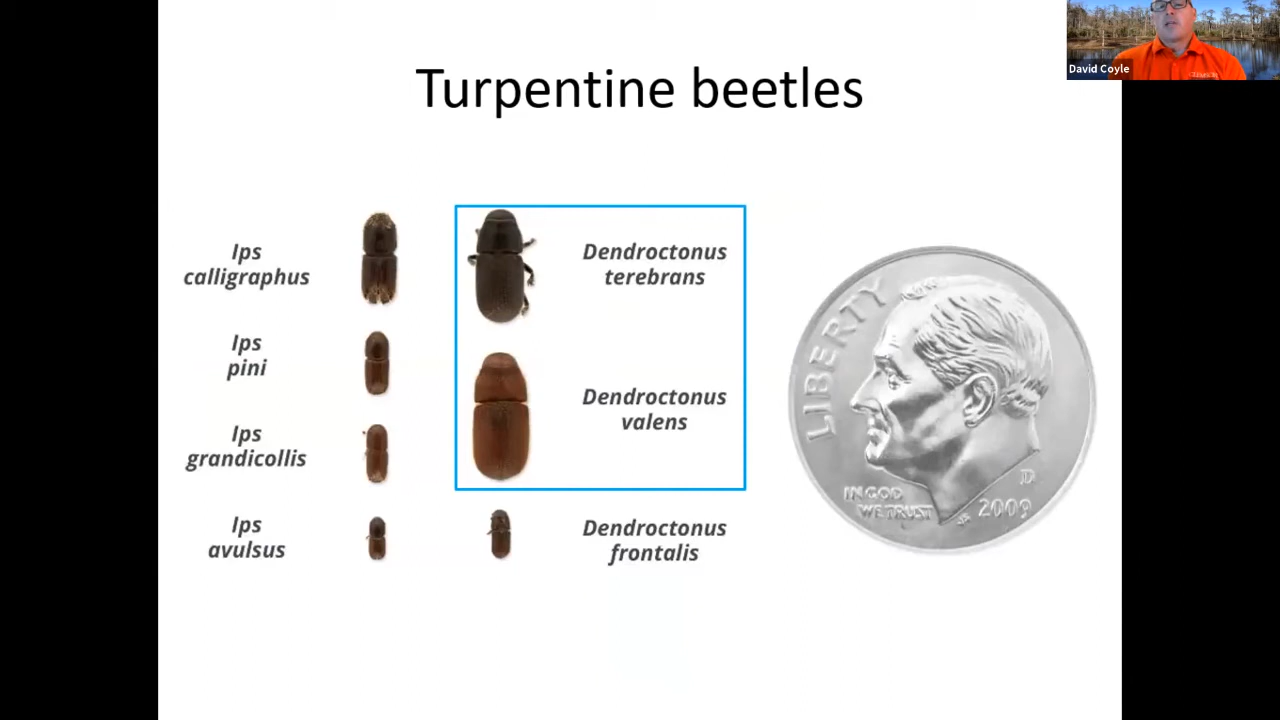 David Coyle
Turpentine beetles
Ips
calligraphus
Dendroctonus
terebrans
Ips
pini
Dendroctonus
valens
Ips
grandicollis
Ips
avulsus
Dendroctonus
frontalis
LIBERTY
IN GOD
WE TRUST
D
2009